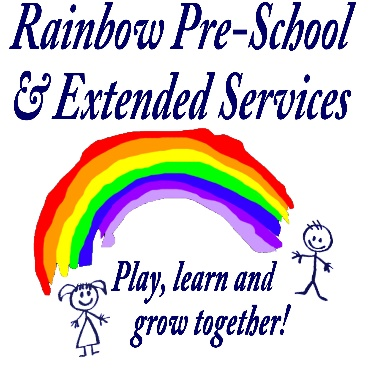 Rainbow Pre-School
& Extended Services
Play, learn and
grow together!